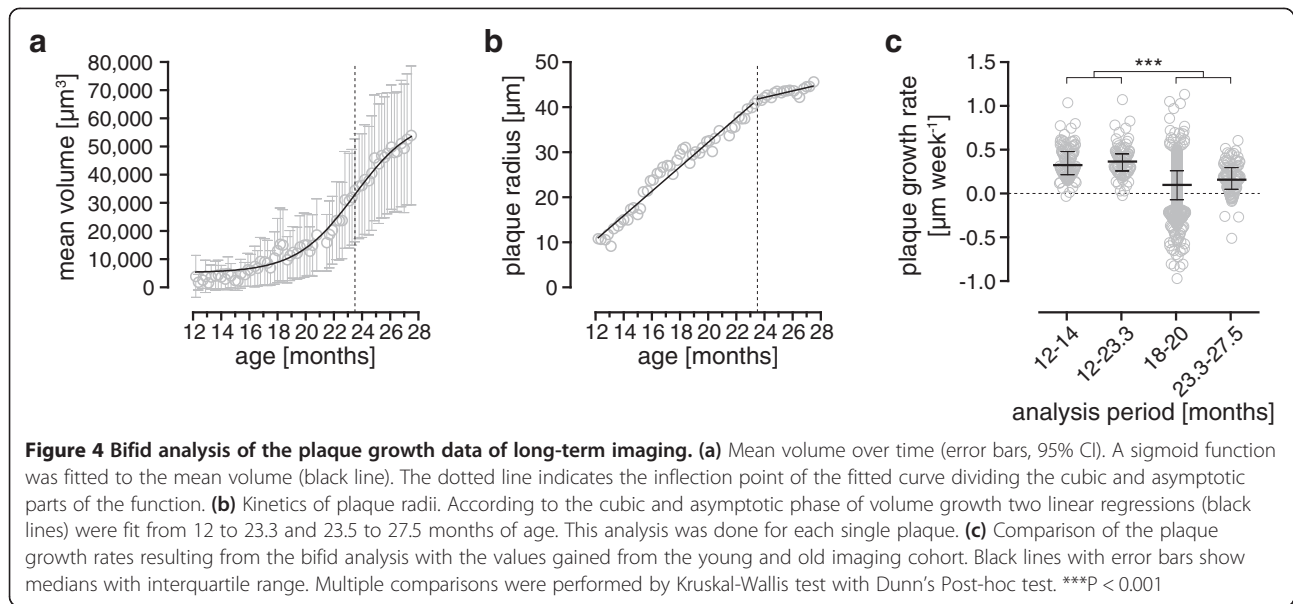 a
80,000
70,000
60,000
50,000
40,000
30,000
20,000
10,000
0
mean volume [µm³]
12 14 16 18 20 22 24 26 28
age [months]
b
50
40
30
20
10
0
plaque radius [µm]
12 14 16 18 20 22 24 26 28
age [months]
c
1.5
1.0
0.5
0.0
-0.5
-1.0
plaque growth rate
[µm week⁻¹]
***
12-14
12-23.3
18-20
23.3-27.5
analysis period [months]
Figure 4 Bifid analysis of the plaque growth data of long-term imaging. (a) Mean volume over time (error bars, 95% CI). A sigmoid function
was fitted to the mean volume (black line). The dotted line indicates the inflection point of the fitted curve dividing the cubic and asymptotic
parts of the function. (b) Kinetics of plaque radii. According to the cubic and asymptotic phase of volume growth two linear regressions (black
lines) were fit from 12 to 23.3 and 23.5 to 27.5 months of age. This analysis was done for each single plaque. (c) Comparison of the plaque
growth rates resulting from the bifid analysis with the values gained from the young and old imaging cohort. Black lines with error bars show
medians with interquartile range. Multiple comparisons were performed by Kruskal-Wallis test with Dunn's Post-hoc test. ***P < 0.001